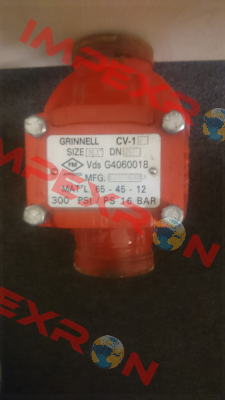 IMPEXRON
GRINNELL CV-1
SIZE DN
FM Vds G4060018
MFG.
MAT'L 65-45-12
300 PSI / PS 16 BAR
IMPEXRON